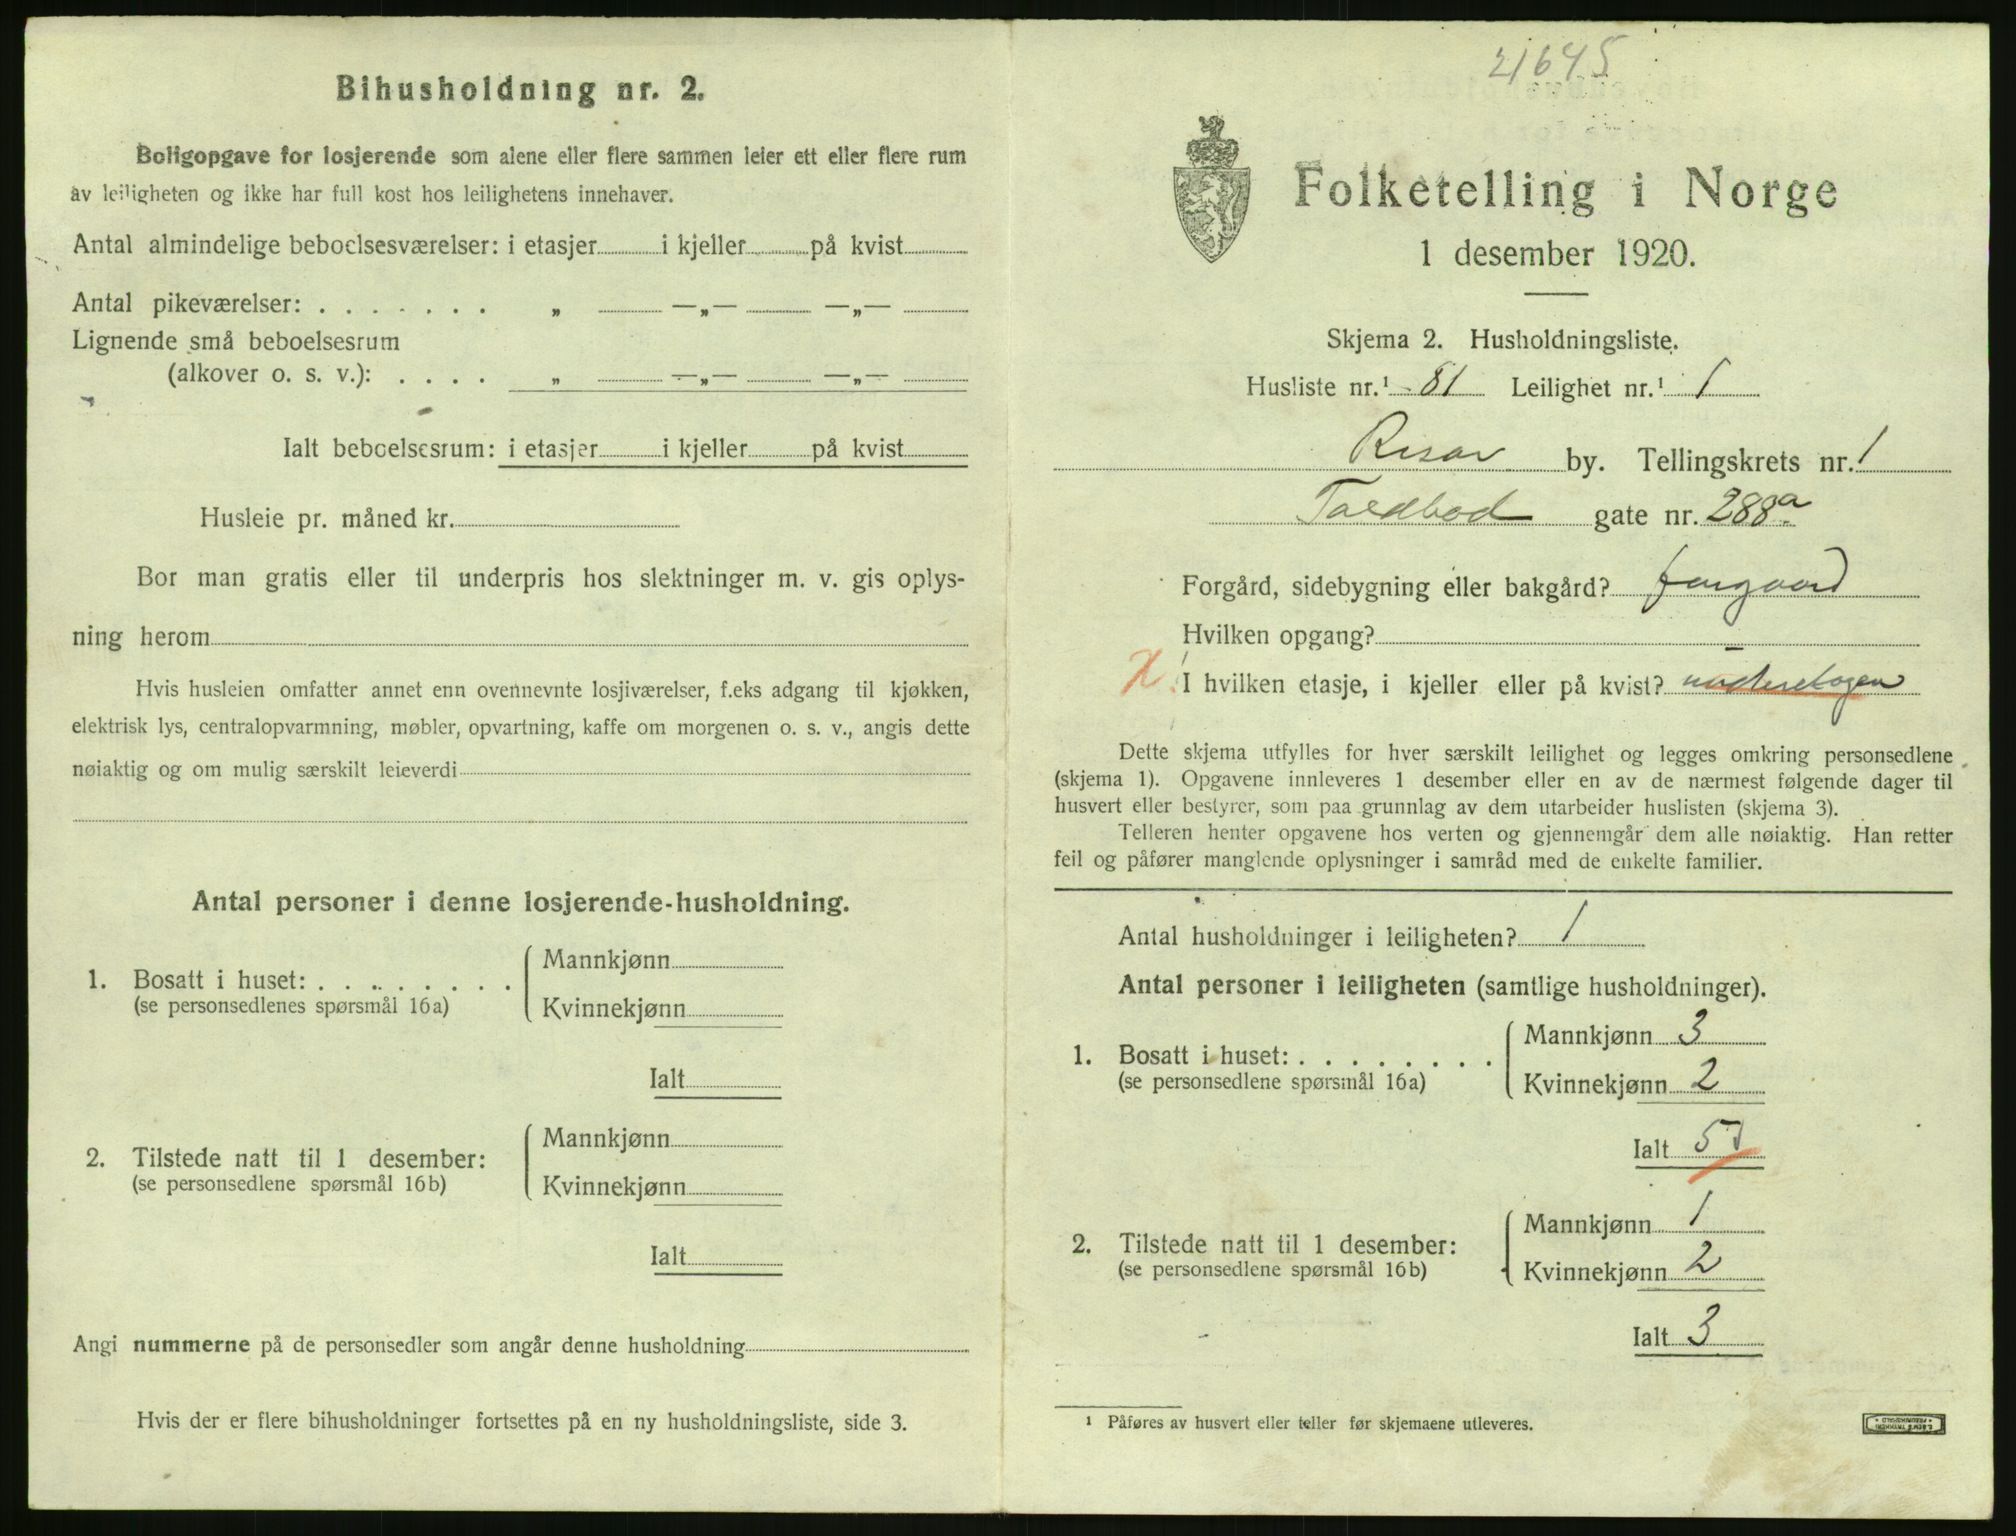 Bihusholdning nr. 2.
Boligopgave for losjerende som alene eller flere sammen leier ett eller flere rum
av leiligheten og ikke har full kost hos leilighetens innehaver.
Antal almindelige beboelsesværelser: i etasjer i kjeller på kvist
Antal pikeværelser: . . . . . . . „ —„— —„—
Lignende små beboelsesrum
(alkover o. s. v.): . . . . „ —„— —„—
Ialt beboelsesrum: i etasjer i kjeller på kvist
Husleie pr. måned kr.
Bor man gratis eller til underpris hos slektninger m. v. gis oplys-
ning herom
Hvis husleien omfatter annet enn ovennevnte losjiværelser, f.eks adgang til kjøkken,
elektrisk lys, centralopvarmning, møbler, opvartning, kaffe om morgenen o. s. v., angis dette
nøiaktig og om mulig særskilt leieverdi
Antal personer i denne losjerende-husholdning.
1. Bosatt i huset: . . . . . . . .
(se personsedlenes spørsmål 16a)
Mannkjønn
Kvinnekjønn
Ialt
2. Tilstede natt til 1 desember:
(se personsedlene spørsmål 16b)
Mannkjønn
Kvinnekjønn
Ialt
Angi nummerne på de personsedler som angår denne husholdning
Hvis der er flere bihusholdninger fortsettes på en ny husholdningsliste, side 3.
21645
Folketelling i Norge
1 desember 1920.
Skjema 2. Husholdningsliste.
Husliste nr.¹ 81 Leilighet nr.¹ 1
Risør by. Tellingskrets nr. 1
Toldbod gate nr. 288a
Forgård, sidebygning eller bakgård? forgaard
Hvilken opgang? –
X I hvilken etasje, i kjeller eller på kvist? underetagen
Dette skjema utfylles for hver særskilt leilighet og legges omkring personsedlene
(skjema 1). Opgavene innleveres 1 desember eller en av de nærmest følgende dager til
husvert eller bestyrer, som paa grunnlag av dem utarbeider huslisten (skjema 3).
Telleren henter opgavene hos verten og gjennemgår dem alle nøiaktig. Han retter
feil og påfører manglende oplysninger i samråd med de enkelte familier.
Antal husholdninger i leiligheten? 1
Antal personer i leiligheten (samtlige husholdninger).
1. Bosatt i huset: . . . . . . . .
(se personsedlene spørsmål 16a)
Mannkjønn 3
Kvinnekjønn 2
Ialt 5
2. Tilstede natt til 1 desember:
(se personsedlene spørsmål 16b)
Mannkjønn 1
Kvinnekjønn 2
Ialt 3
¹ Påføres av husvert eller teller før skjemaene utleveres.